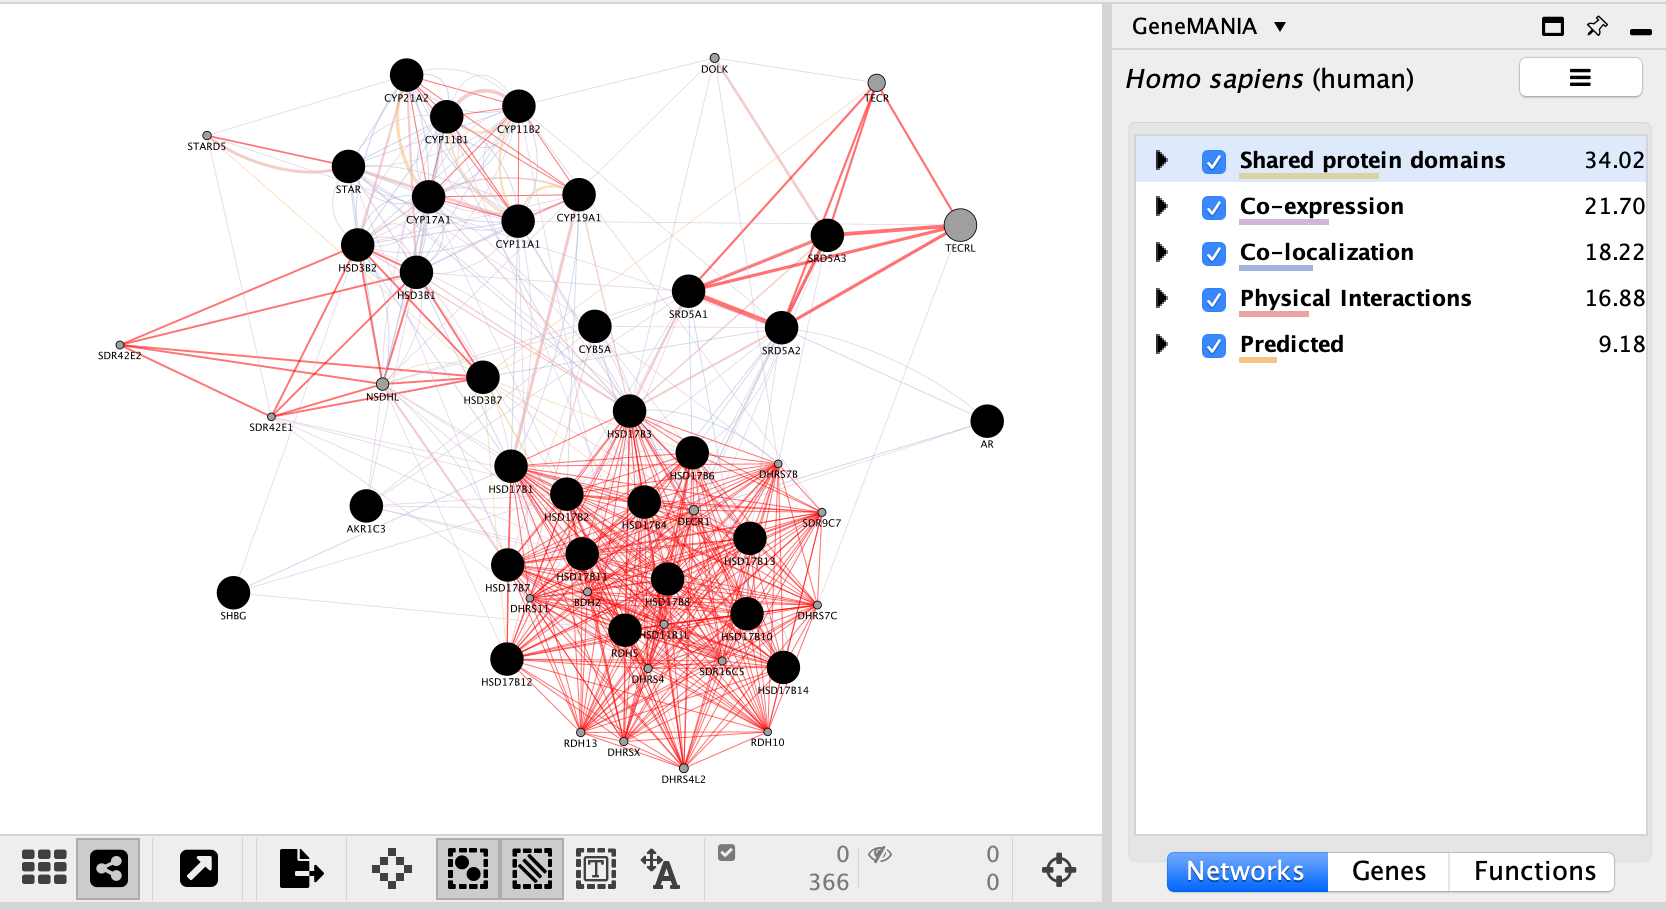 GeneMANIA
Homo sapiens (human)
Shared protein domains 34.02
Co-expression 21.70
Co-localization 18.22
Physical Interactions 16.88
Predicted 9.18
Networks Genes Functions
DOLK
TECR
CYP21A2
CYP11B2
CYP11B1
STARD5
STAR
CYP17A1
CYP19A1
CYP11A1
TECRL
SRD5A3
HSD3B2
HSD3B1
SRD5A1
CYB5A
SRD5A2
SDR42E2
NSDHL
HSD3B7
SDR42E1
HSD17B3
AR
HSD17B6
DHRS7B
HSD17B1
HSD17B2
HSD17B4
DECR1
SDR9C7
AKR1C3
HSD17B13
HSD17B11
HSD17B7
BDH2
HSD17B8
DHRS11
SHBG
DHRS7C
HSD11B1L
HSD17B10
RDH5
SDR16C5
DHRS4
HSD17B12
HSD17B14
RDH13
DHRSX
RDH10
DHRS4L2
T
A
0 0
366 0